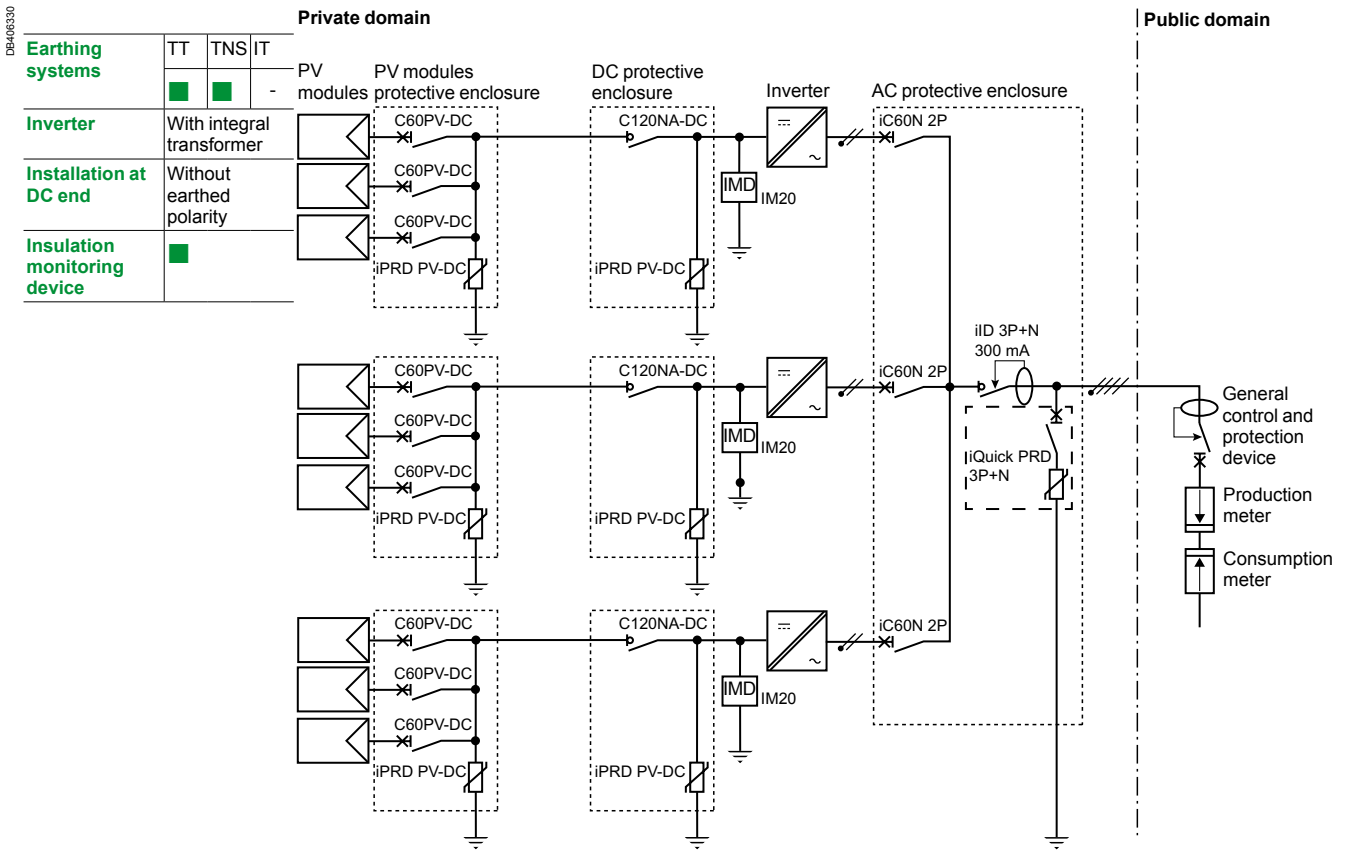 DB406330
Private domain
Public domain
Earthing
systems
TT
TNS
IT
-
Inverter
With integral
transformer
Installation at
DC end
Without
earthed
polarity
Insulation
monitoring
device
PV
modules
PV modules
protective enclosure
DC protective
enclosure
Inverter
AC protective enclosure
C60PV-DC
C60PV-DC
C60PV-DC
iPRD PV-DC
C120NA-DC
iPRD PV-DC
IMD
IM20
iC60N 2P
C60PV-DC
C60PV-DC
C60PV-DC
iPRD PV-DC
C120NA-DC
iPRD PV-DC
IMD
IM20
iC60N 2P
iID 3P+N
300 mA
iQuick PRD
3P+N
General
control and
protection
device
Production
meter
Consumption
meter
C60PV-DC
C60PV-DC
C60PV-DC
iPRD PV-DC
C120NA-DC
iPRD PV-DC
IMD
IM20
iC60N 2P